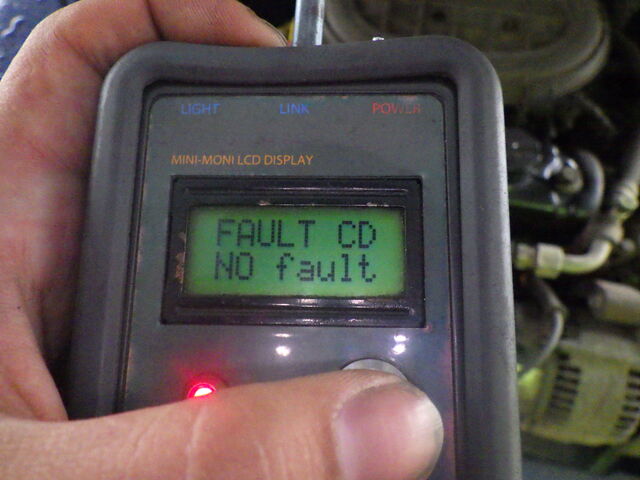 LIGHT LINK POWER
MINI-MONI LCD DISPLAY
FAULT CD
NO fault